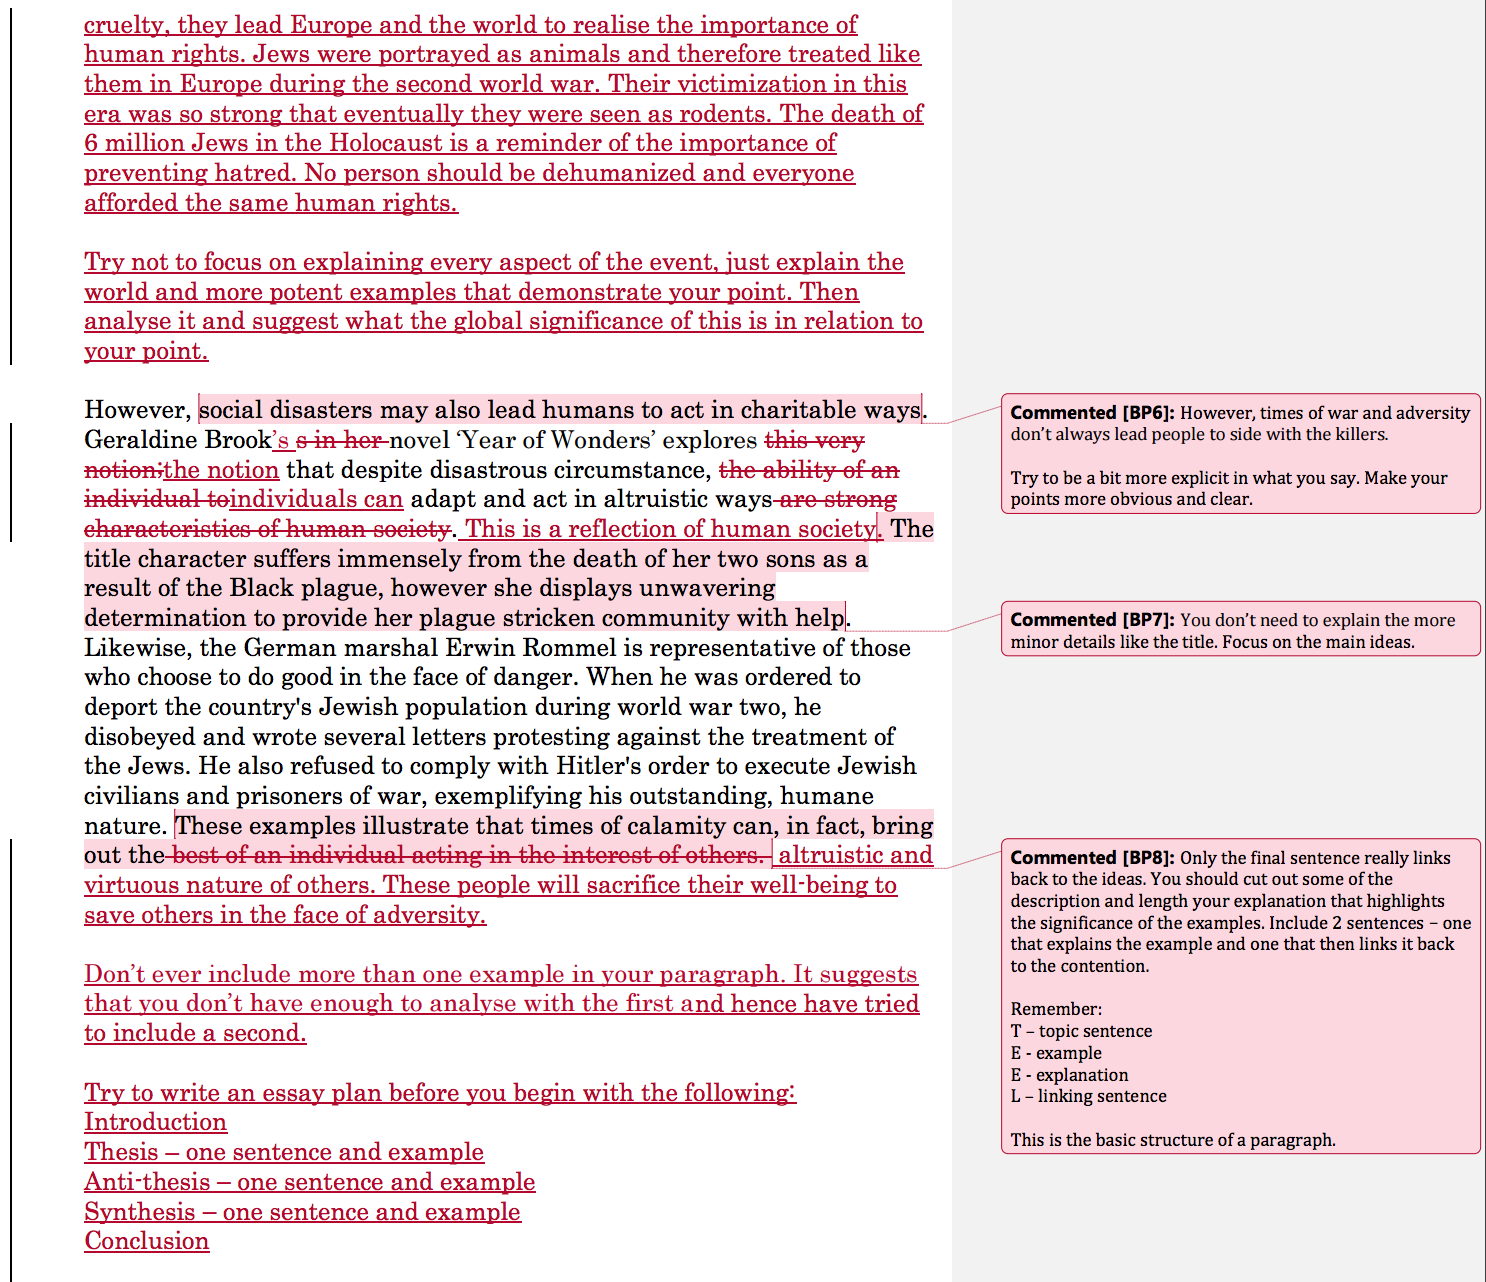 cruelty, they lead Europe and the world to realise the importance of
human rights. Jews were portrayed as animals and therefore treated like
them in Europe during the second world war. Their victimization in this
era was so strong that eventually they were seen as rodents. The death of
6 million Jews in the Holocaust is a reminder of the importance of
preventing hatred. No person should be dehumanized and everyone
afforded the same human rights.
Try not to focus on explaining every aspect of the event, just explain the
world and more potent examples that demonstrate your point. Then
analyse it and suggest what the global significance of this is in relation to
your point.
However, social disasters may also lead humans to act in charitable ways.
Geraldine Brook's s in her novel ‘Year of Wonders’ explores this very
notion;the notion that despite disastrous circumstance, the ability of an
individual toindividuals can adapt and act in altruistic ways are strong
characteristics of human society. This is a reflection of human society. The
title character suffers immensely from the death of her two sons as a
result of the Black plague, however she displays unwavering
determination to provide her plague stricken community with help.
Likewise, the German marshal Erwin Rommel is representative of those
who choose to do good in the face of danger. When he was ordered to
deport the country's Jewish population during world war two, he
disobeyed and wrote several letters protesting against the treatment of
the Jews. He also refused to comply with Hitler's order to execute Jewish
civilians and prisoners of war, exemplifying his outstanding, humane
nature. These examples illustrate that times of calamity can, in fact, bring
out the best of an individual acting in the interest of others. altruistic and
virtuous nature of others. These people will sacrifice their well-being to
save others in the face of adversity.
Don’t ever include more than one example in your paragraph. It suggests
that you don’t have enough to analyse with the first and hence have tried
to include a second.
Try to write an essay plan before you begin with the following:
Introduction
Thesis – one sentence and example
Anti-thesis – one sentence and example
Synthesis – one sentence and example
Conclusion
Commented [BP6]: However, times of war and adversity
don’t always lead people to side with the killers.
Try to be a bit more explicit in what you say. Make your
points more obvious and clear.
Commented [BP7]: You don’t need to explain the more
minor details like the title. Focus on the main ideas.
Commented [BP8]: Only the final sentence really links
back to the ideas. You should cut out some of the
description and length your explanation that highlights
the significance of the examples. Include 2 sentences – one
that explains the example and one that then links it back
to the contention.
Remember:
T – topic sentence
E - example
E - explanation
L – linking sentence
This is the basic structure of a paragraph.